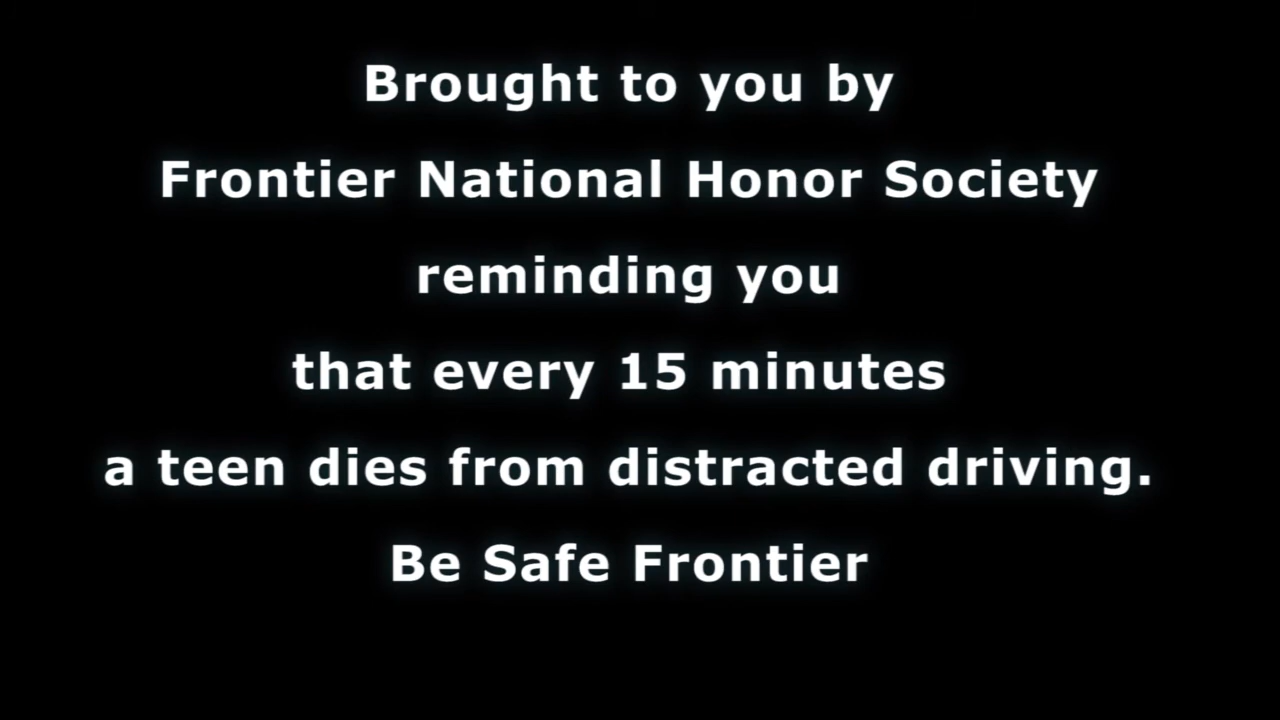 Brought to you by
Frontier National Honor Society
reminding you
that every 15 minutes
a teen dies from distracted driving.
Be Safe Frontier